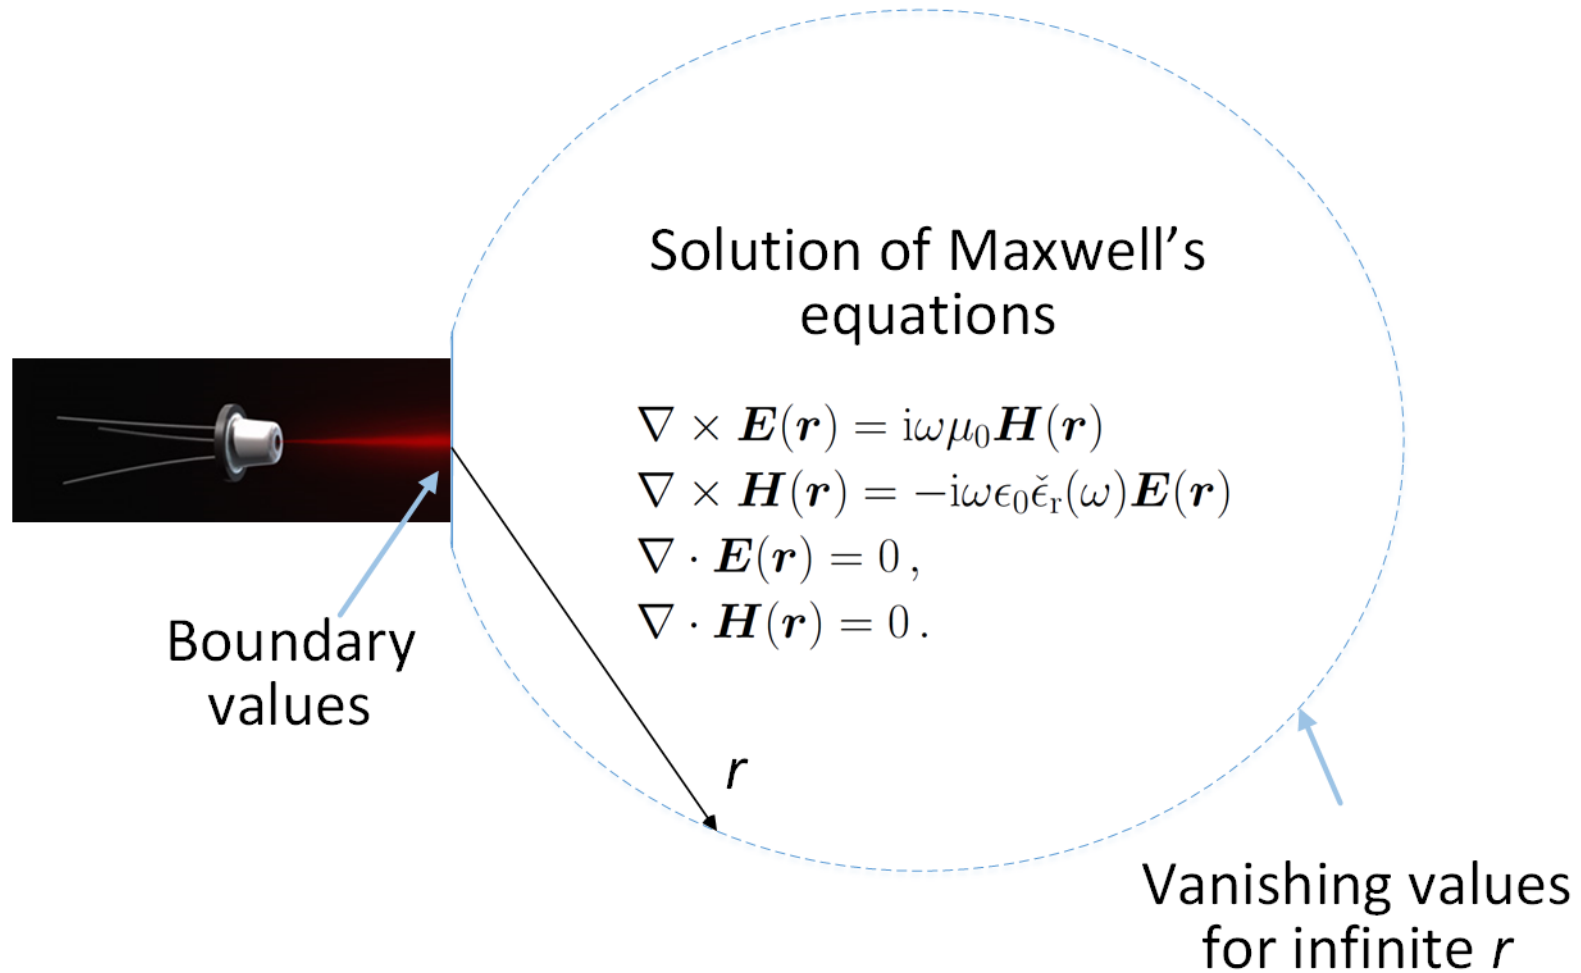 Solution of Maxwell’s
equations
∇ × E(r) = iωμ₀H(r)
∇ × H(r) = −iωϵ₀ϵ̌ᵣ(ω)E(r)
∇ · E(r) = 0 ,
∇ · H(r) = 0 .
Boundary
values
r
Vanishing values
for infinite r